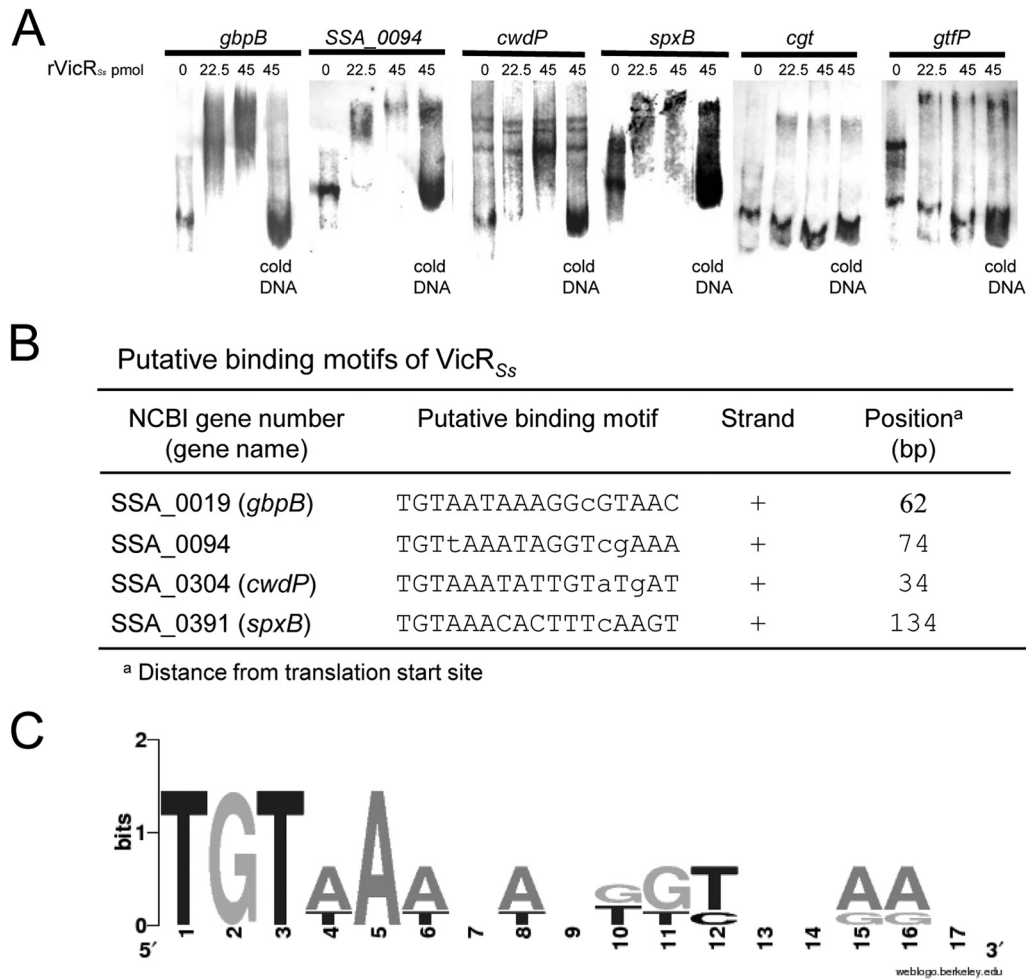 A
gbpB SSA_0094 cwdP spxB cgt gtfP
rVicRSs pmol 0 22.5 45 45 0 22.5 45 45 0 22.5 45 45 0 22.5 45 45 0 22.5 45 45 0 22.5 45 45
cold cold cold cold cold
DNA DNA DNA DNA DNA
B
Putative binding motifs of VicRSs
NCBI gene number Putative binding motif Strand Positiona
(gene name) (bp)
SSA_0019 (gbpB) TGTAATAAAGGcGTAAC + 62
SSA_0094 TGTtAAATAGGTcgAAA + 74
SSA_0304 (cwdP) TGTAAATATTGTaTgAT + 34
SSA_0391 (spxB) TGTAAACACTTTcAAGT + 134
a Distance from translation start site
C
2
bits
1
0
TGTAAAAGGTAA
TTTTTCGG
5′ 1 2 3 4 5 6 7 8 9 10 11 12 13 14 15 16 17 3′
weblogo.berkeley.edu